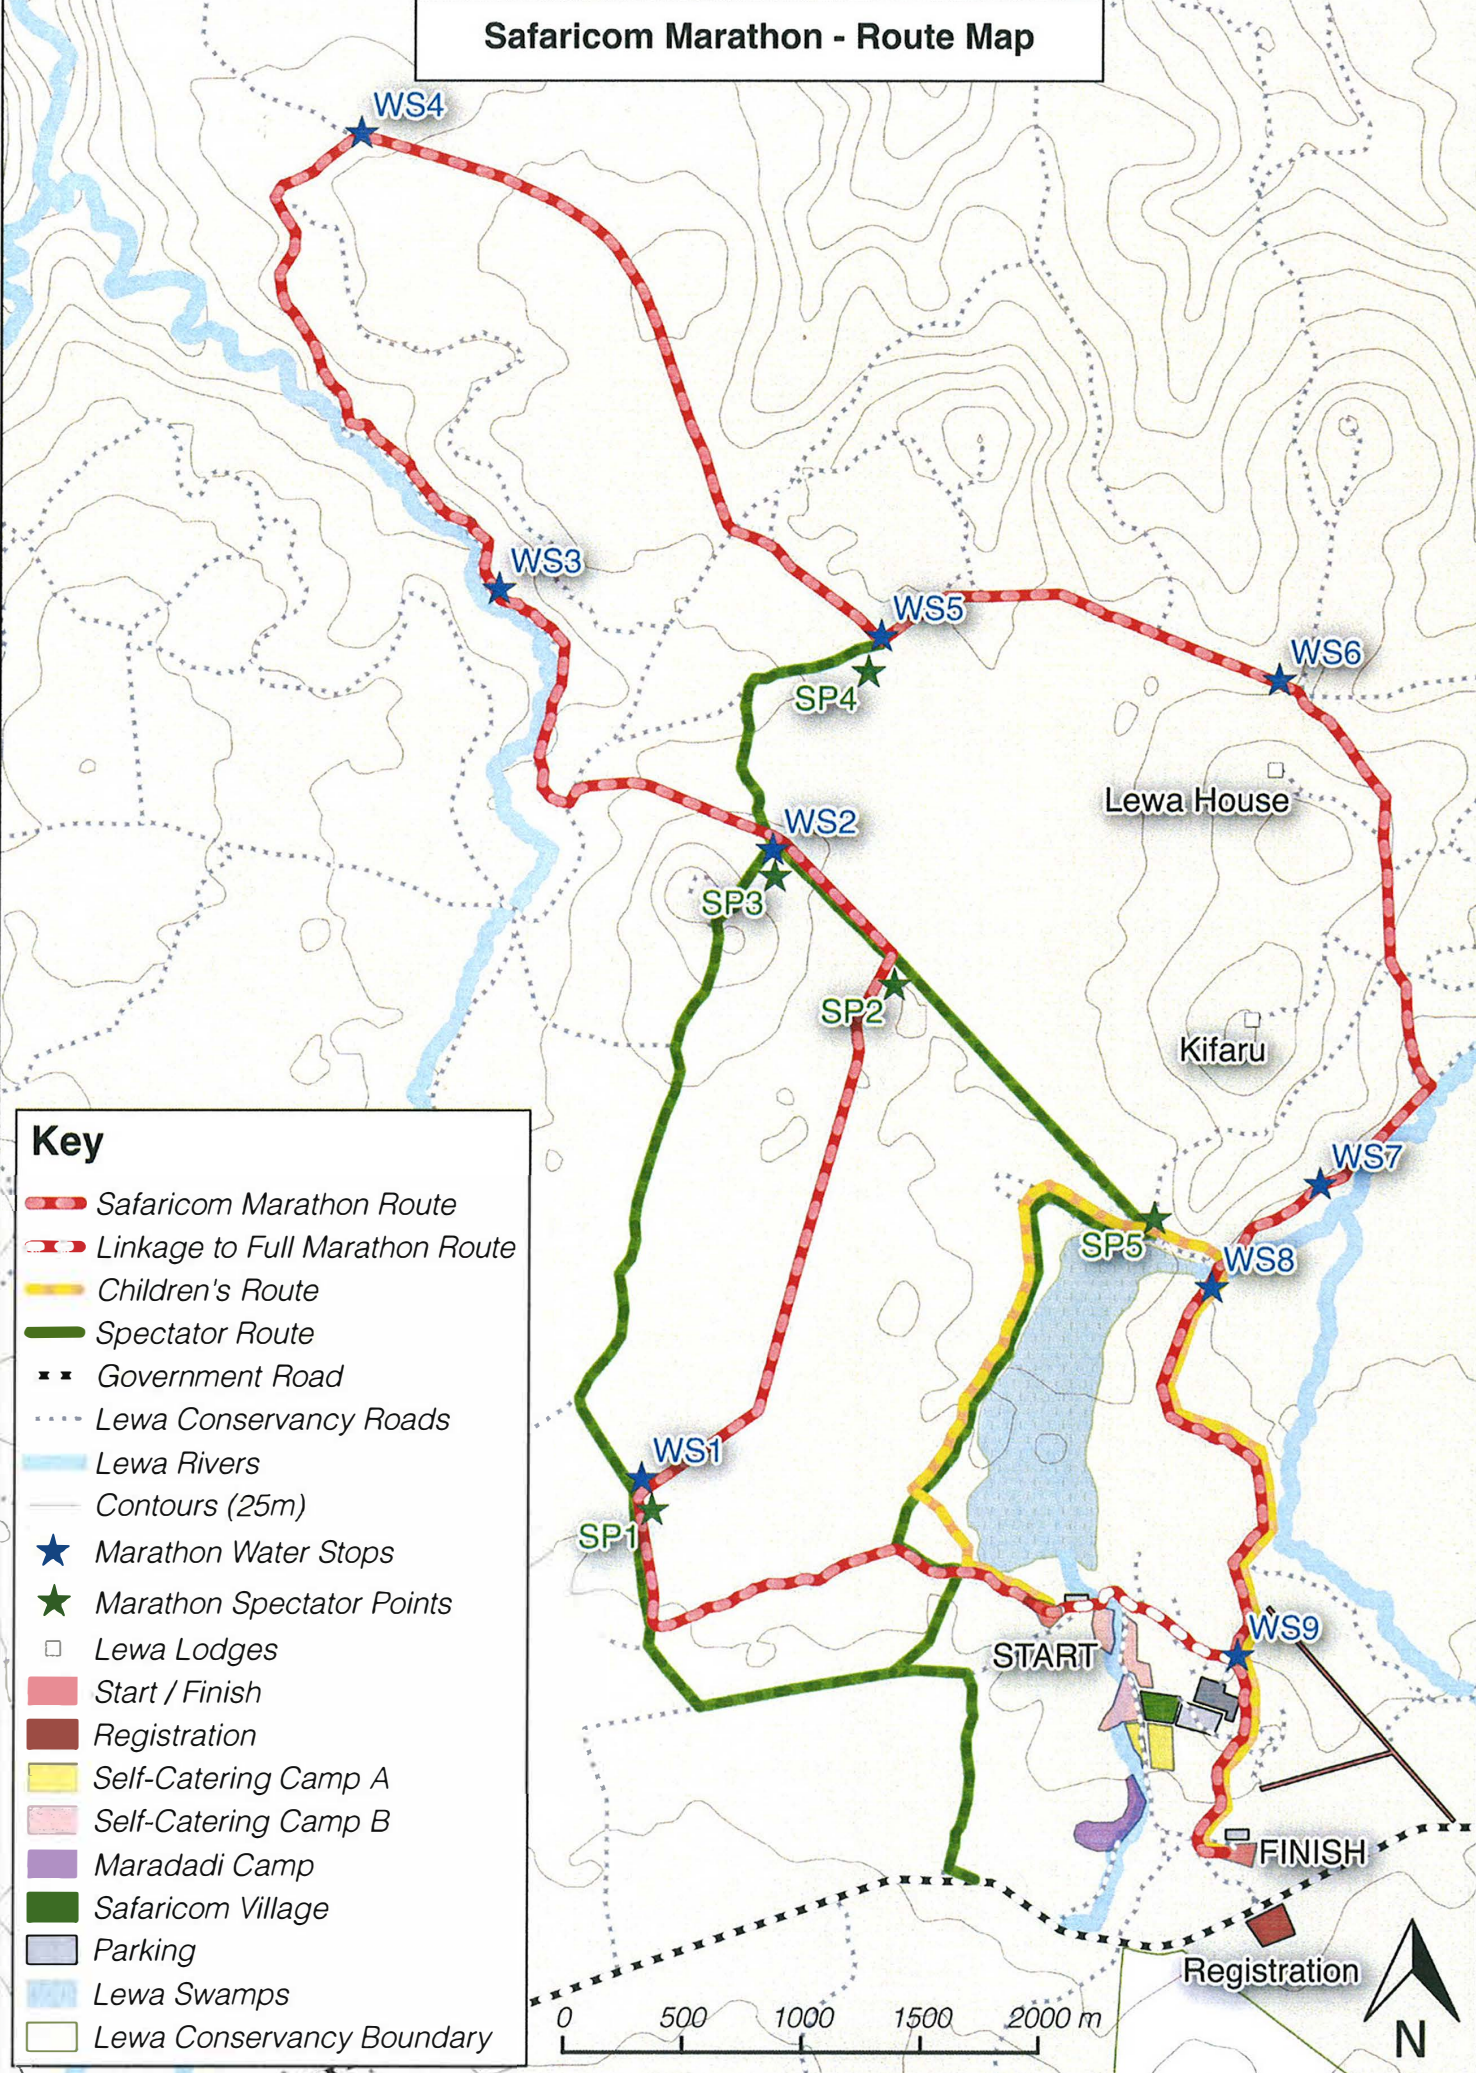 Safaricom Marathon - Route Map
WS4
WS3
WS5
WS6
SP4
Lewa House
WS2
SP3
SP2
Kifaru
WS7
SP5
WS8
WS1
SP1
WS9
START
FINISH
Registration
Key
Safaricom Marathon Route
Linkage to Full Marathon Route
Children's Route
Spectator Route
Government Road
Lewa Conservancy Roads
Lewa Rivers
Contours (25m)
Marathon Water Stops
Marathon Spectator Points
Lewa Lodges
Start / Finish
Registration
Self-Catering Camp A
Self-Catering Camp B
Maradadi Camp
Safaricom Village
Parking
Lewa Swamps
Lewa Conservancy Boundary
0 500 1000 1500 2000 m
N